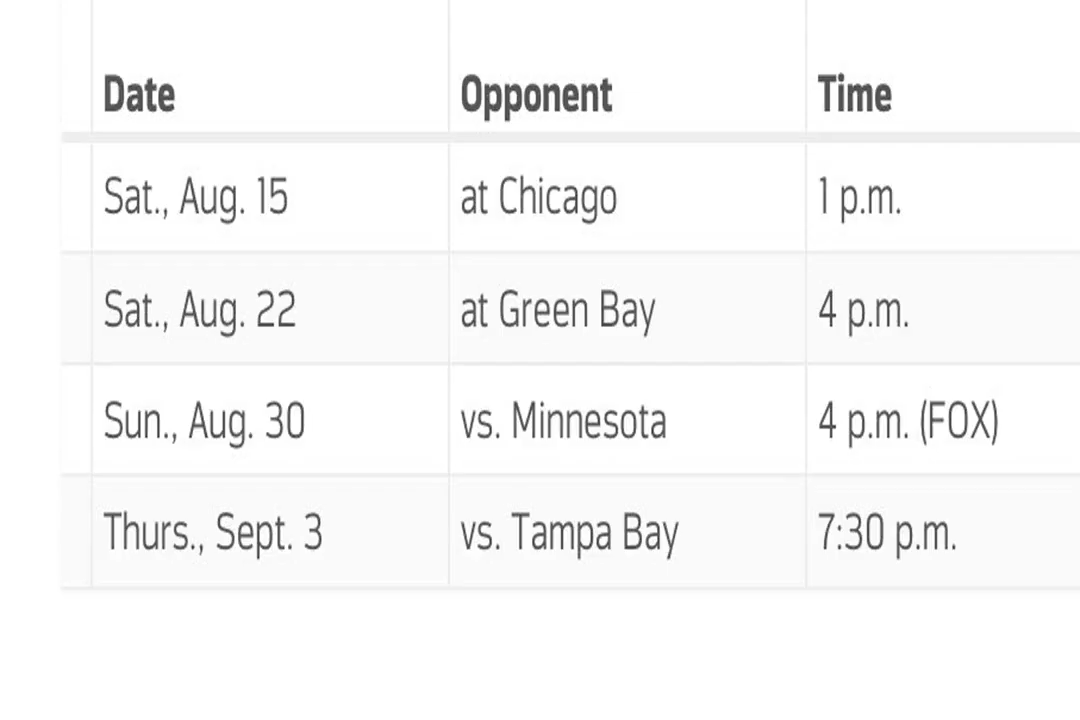 Date Opponent Time
Sat., Aug. 15 at Chicago 1 p.m.
Sat., Aug. 22 at Green Bay 4 p.m.
Sun., Aug. 30 vs. Minnesota 4 p.m. (FOX)
Thurs., Sept. 3 vs. Tampa Bay 7:30 p.m.